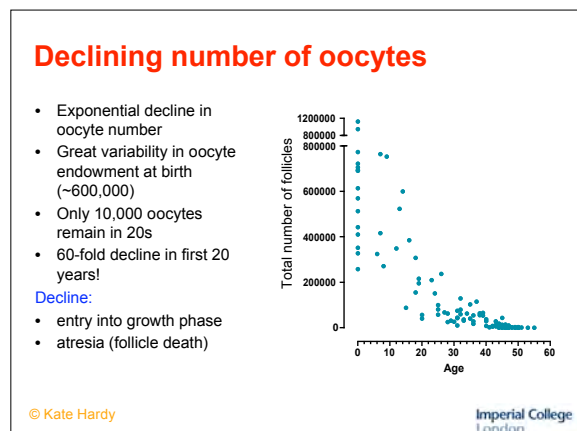 Declining number of oocytes
• Exponential decline in
oocyte number
• Great variability in oocyte
endowment at birth
(~600,000)
• Only 10,000 oocytes
remain in 20s
• 60-fold decline in first 20
years!
Decline:
• entry into growth phase
• atresia (follicle death)
Total number of follicles
1200000
800000
800000
600000
400000
200000
0
0 10 20 30 40 50 60
Age
© Kate Hardy
Imperial College
London